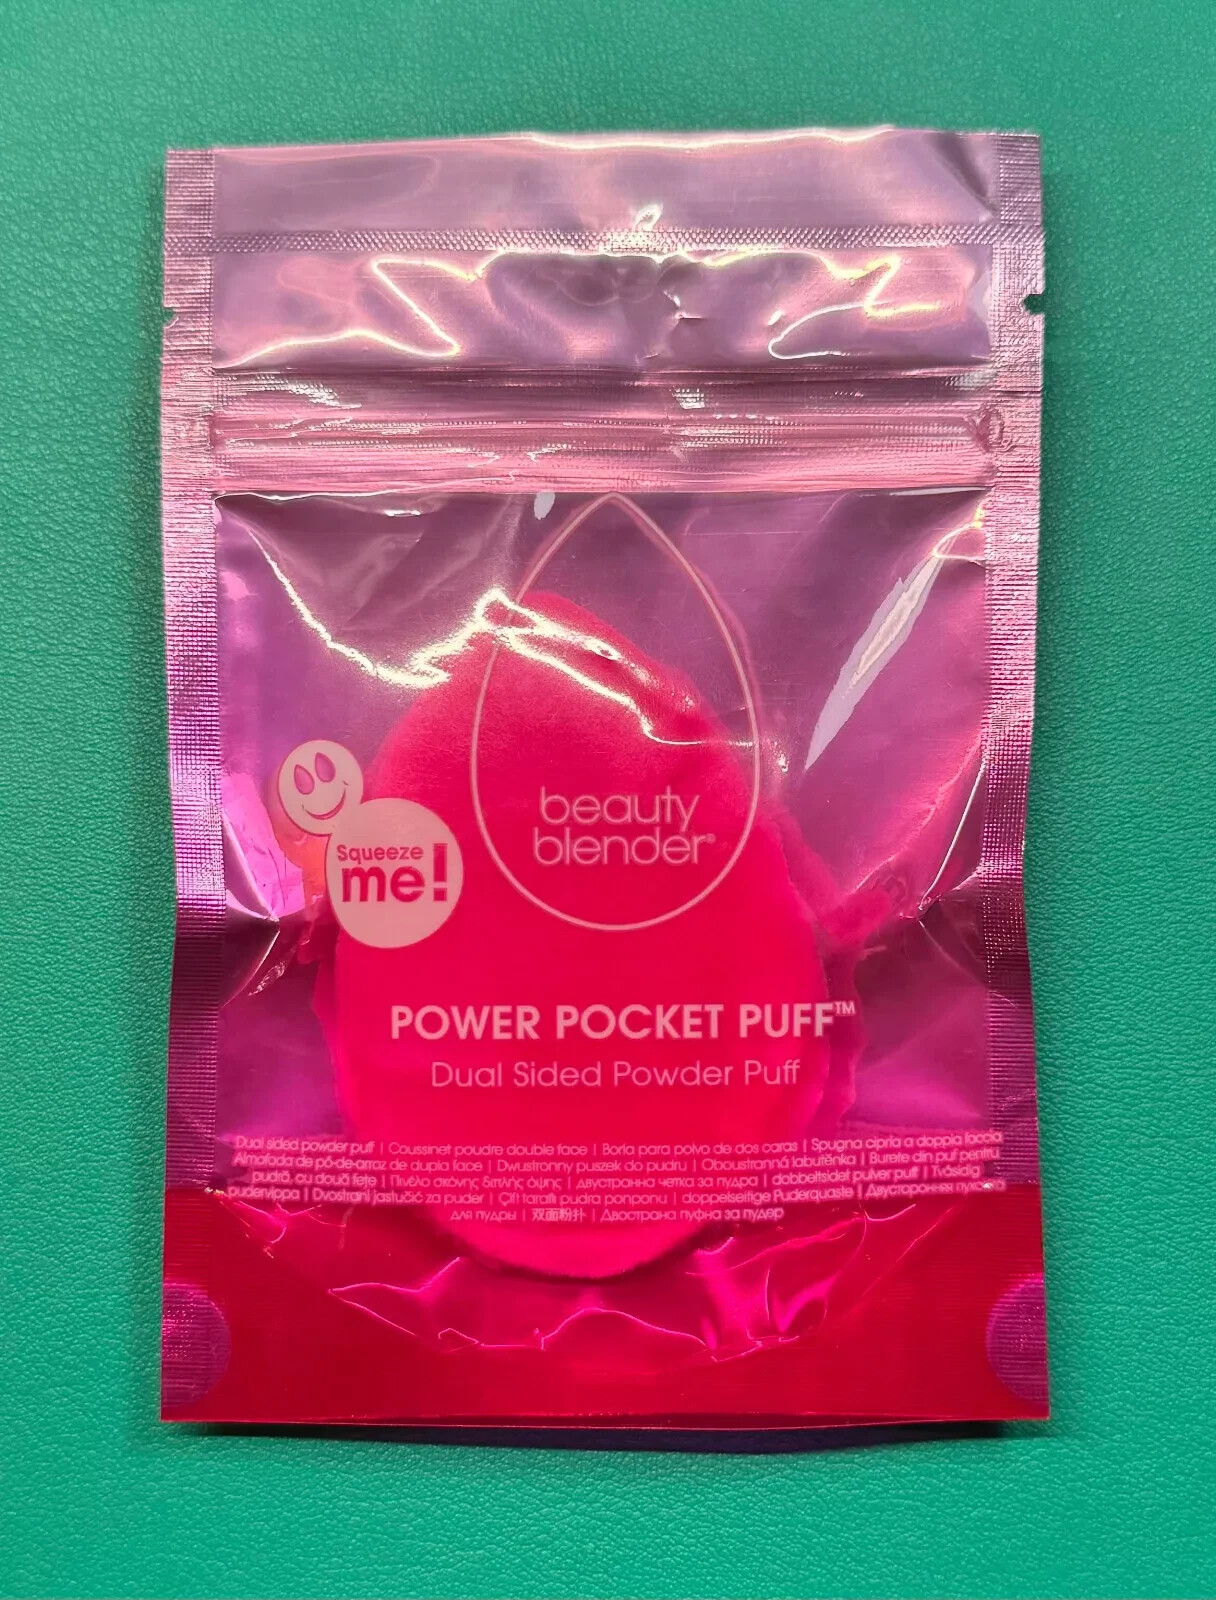 beauty
blender®
Squeeze
me!
POWER POCKET PUFF™
Dual Sided Powder Puff
Dual sided powder puff | Coussinet poudre double face | Borla para polvo de dos caras | Spugna cipria a doppia faccia
Almofada de pó-de-arroz de dupla face | Dwustronny puszek do pudru | Oboustranná labutěnka | Burete din puf pentru
pudră, cu două fețe | Πινέλο σκόνης διπλής όψης | двустранна четка за пудра | dobbeltsidet pulver puff | Tvåsidig
pudervippa | Dvostrani jastučić za puder | Çift taraflı pudra ponponu | doppelseitige Puderquaste | Двусторонняя пуховка
для пудры | 双面粉扑 | Двострана пуфна за пудер